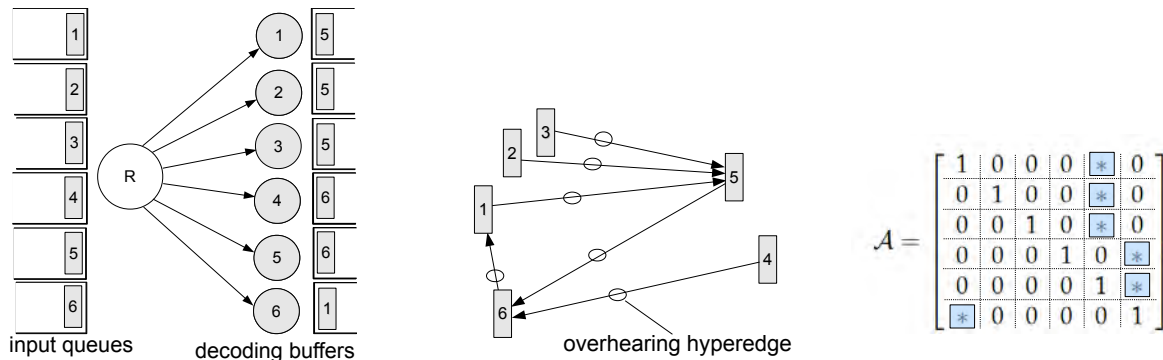 1 1 5
2 2 5
3 R 3 5
4 4 6
5 5 6
6 6 1
input queues decoding buffers
3
2
5
1
4
6
overhearing hyperedge
A =
1 0 0 0 * 0
0 1 0 0 * 0
0 0 1 0 * 0
0 0 0 1 0 *
0 0 0 0 1 *
* 0 0 0 0 1